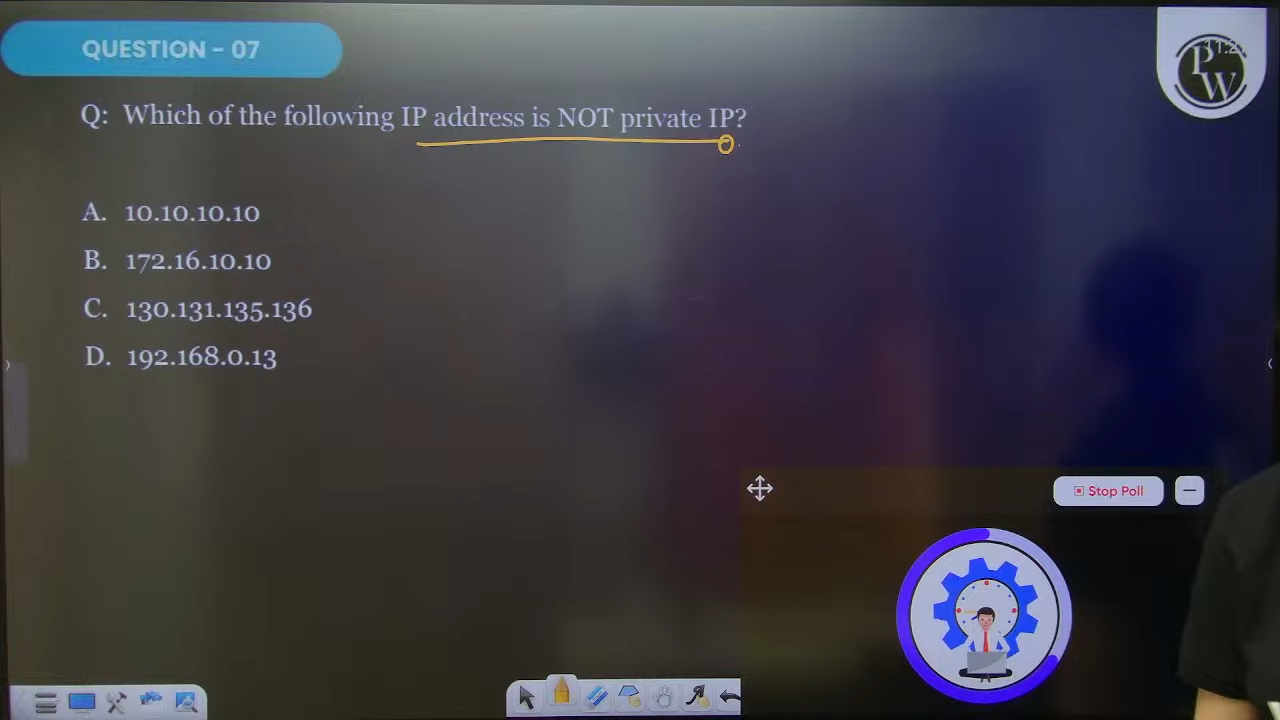 QUESTION - 07
PW
Q: Which of the following IP address is NOT private IP?
A. 10.10.10.10
B. 172.16.10.10
C. 130.131.135.136
D. 192.168.0.13
Stop Poll